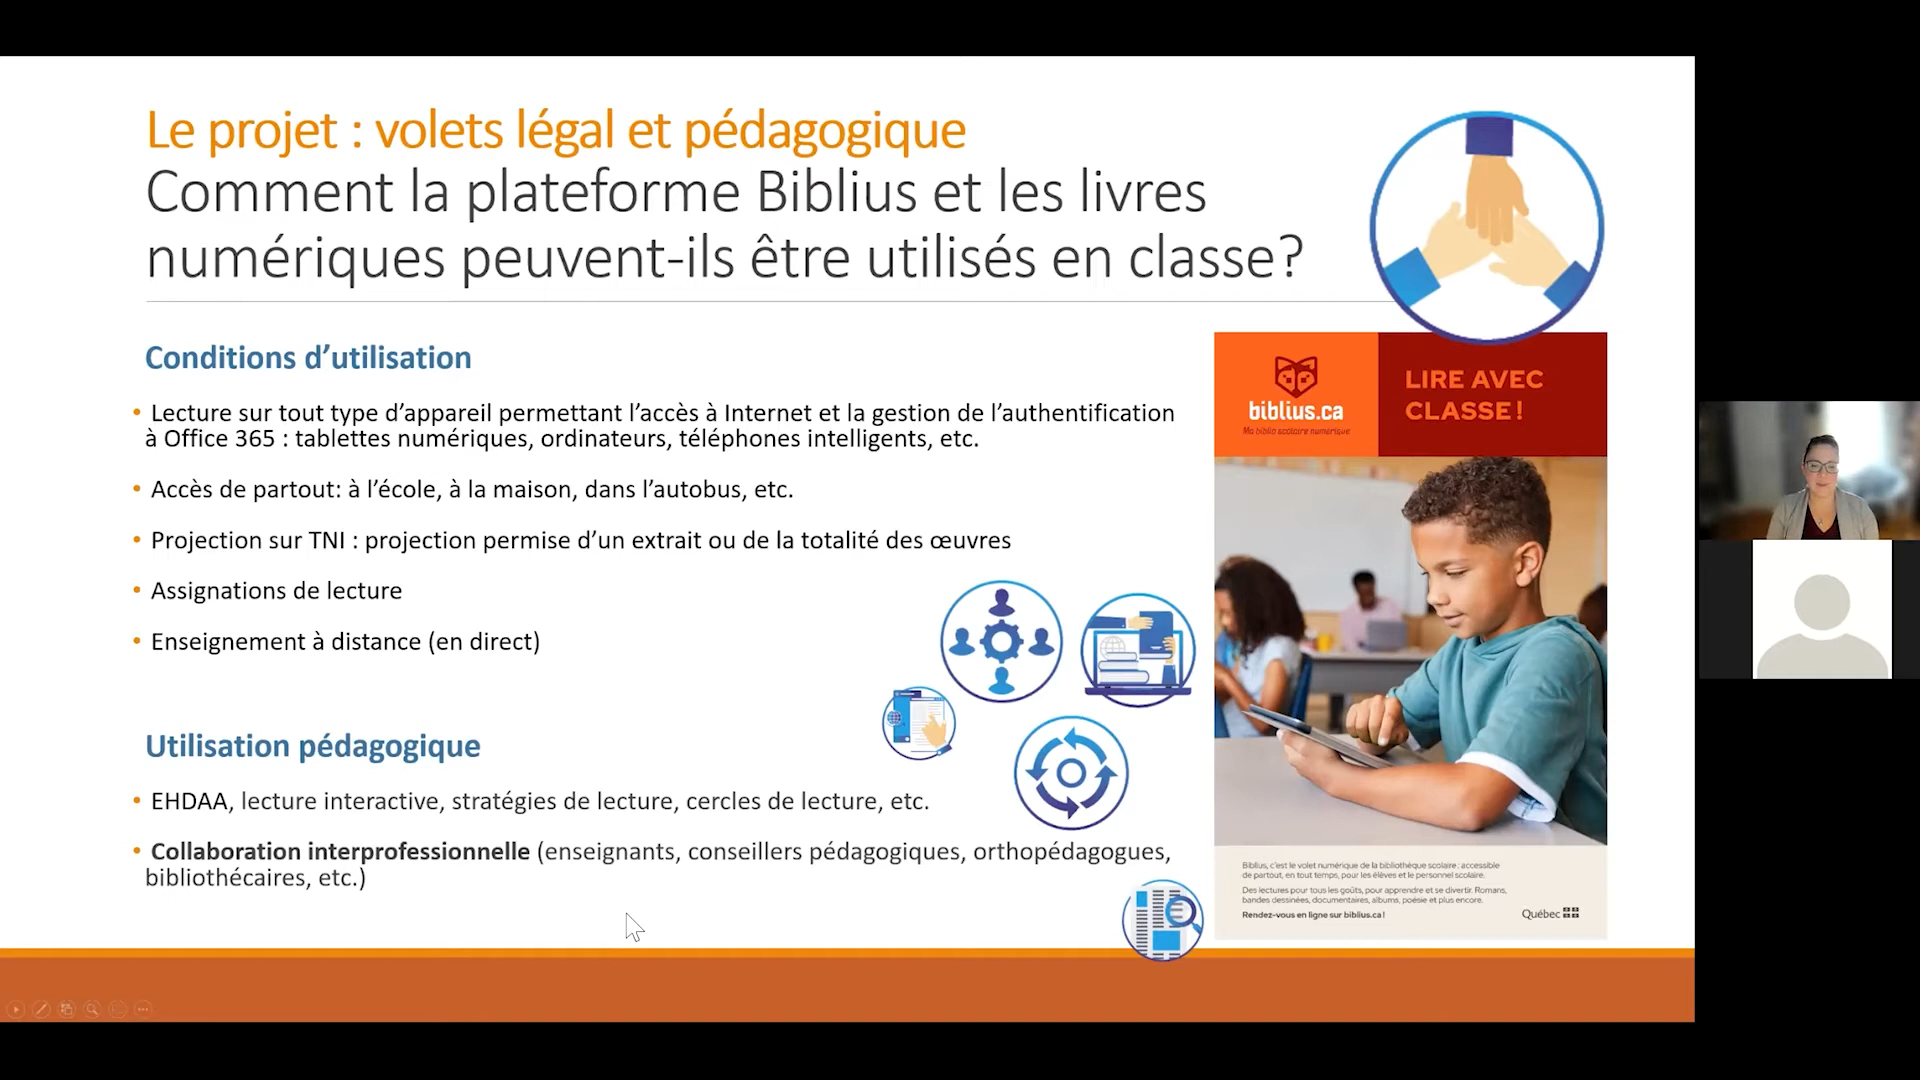 Le projet : volets légal et pédagogique
Comment la plateforme Biblius et les livres
numériques peuvent-ils être utilisés en classe?
Conditions d’utilisation
• Lecture sur tout type d’appareil permettant l’accès à Internet et la gestion de l’authentification
à Office 365 : tablettes numériques, ordinateurs, téléphones intelligents, etc.
• Accès de partout: à l’école, à la maison, dans l’autobus, etc.
• Projection sur TNI : projection permise d’un extrait ou de la totalité des œuvres
• Assignations de lecture
• Enseignement à distance (en direct)
Utilisation pédagogique
• EHDAA, lecture interactive, stratégies de lecture, cercles de lecture, etc.
• Collaboration interprofessionnelle (enseignants, conseillers pédagogiques, orthopédagogues,
bibliothécaires, etc.)
biblius.ca
Ma biblio scolaire numérique
LIRE AVEC
CLASSE !
Biblius, c’est le volet numérique de la bibliothèque scolaire : accessible
de partout, en tout temps, pour les élèves et le personnel scolaire.
Des lectures pour tous les goûts, pour apprendre et se divertir. Romans,
bandes dessinées, documentaires, albums, poésie et plus encore.
Rendez-vous en ligne sur biblius.ca !
Québec